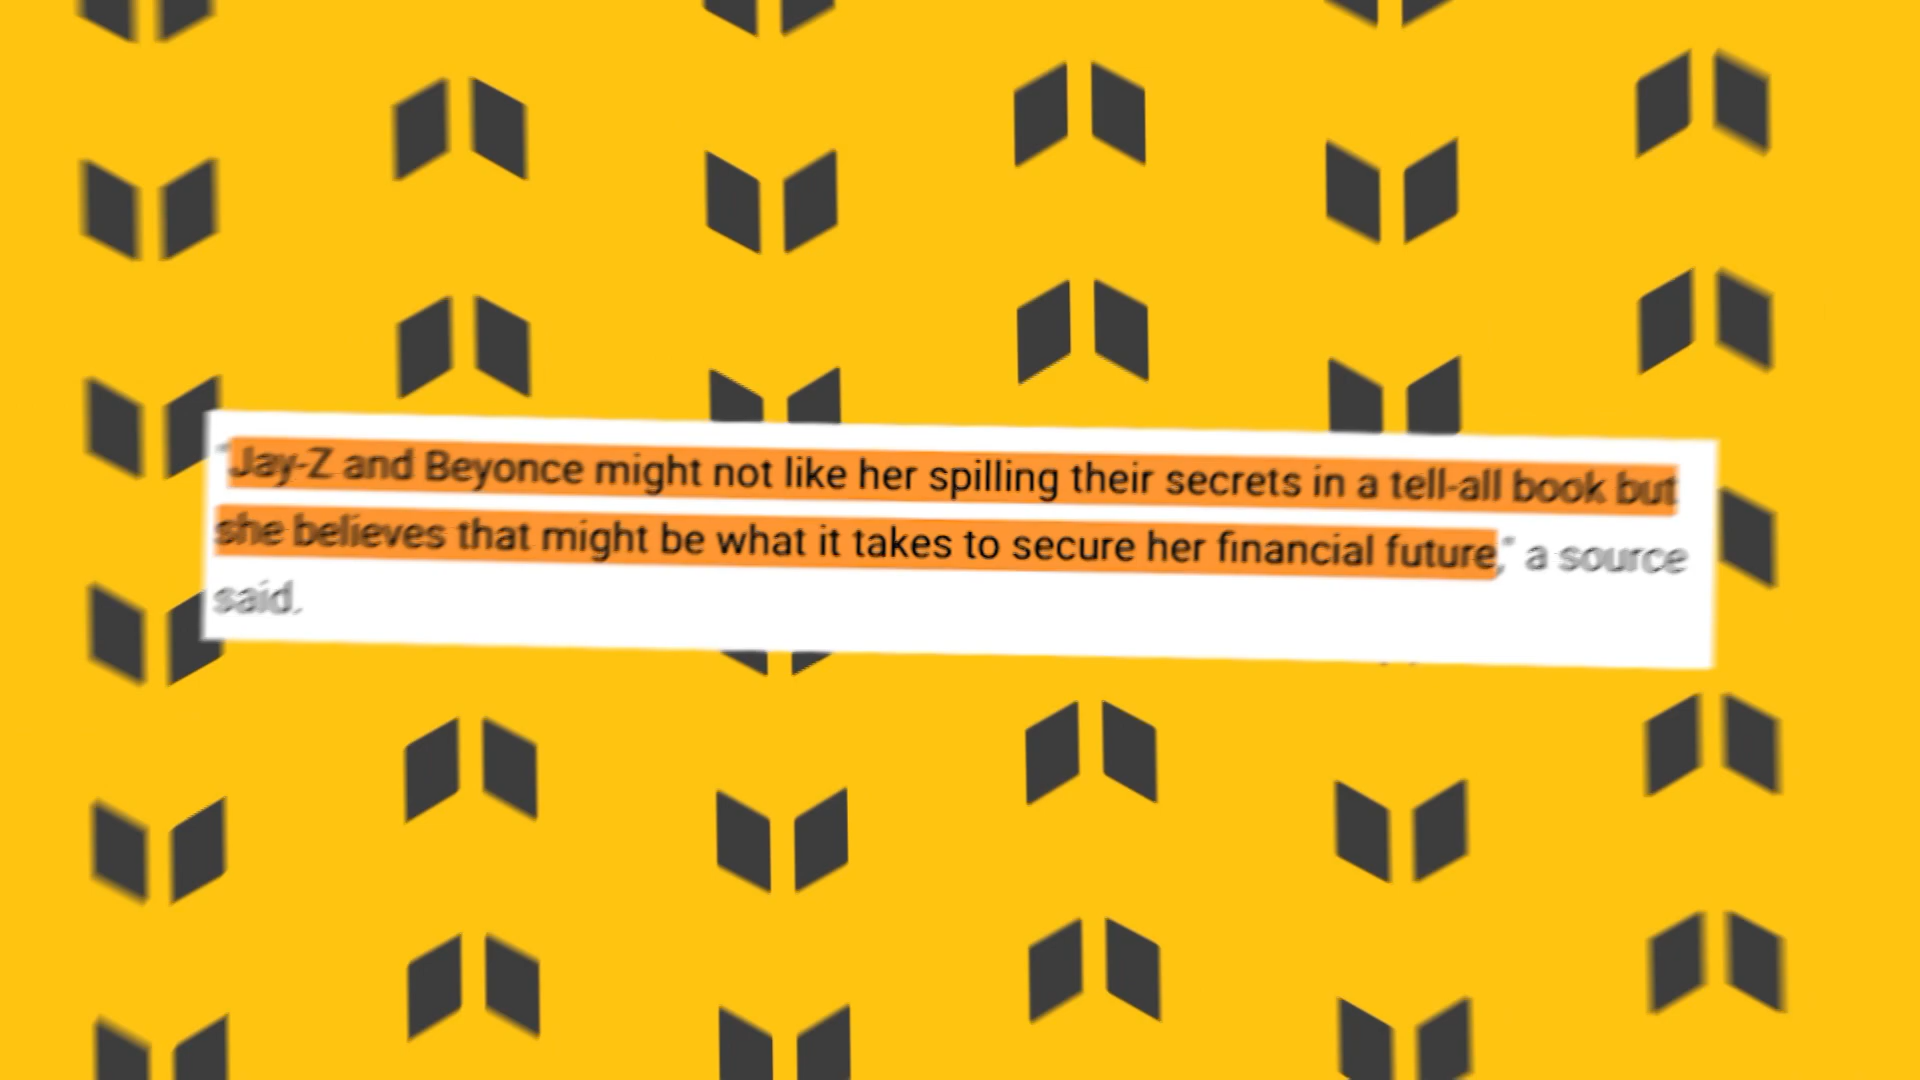 "Jay-Z and Beyonce might not like her spilling their secrets in a tell-all book but
she believes that might be what it takes to secure her financial future," a source
said.